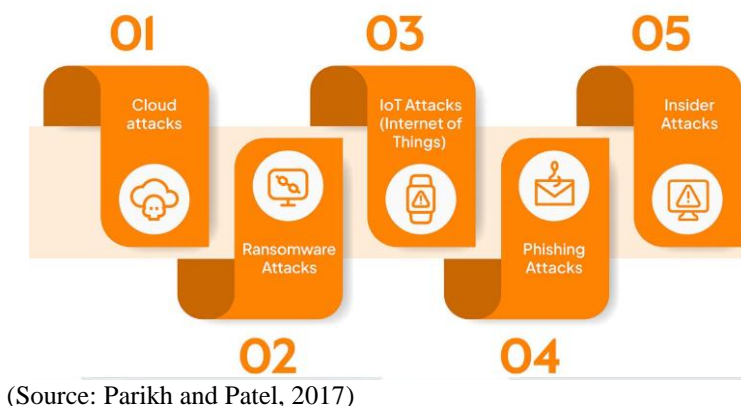 01
Cloud
attacks
02
Ransomware
Attacks
03
IoT Attacks
(Internet of
Things)
04
Phishing
Attacks
05
Insider
Attacks
(Source: Parikh and Patel, 2017)